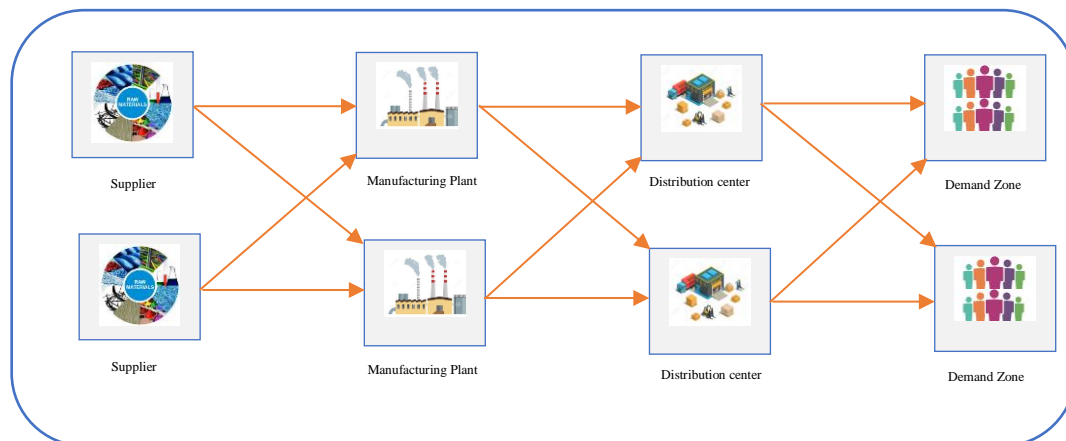 RAW
MATERIALS
Supplier
Manufacturing Plant
Distribution center
Demand Zone
RAW
MATERIALS
Supplier
Manufacturing Plant
Distribution center
Demand Zone